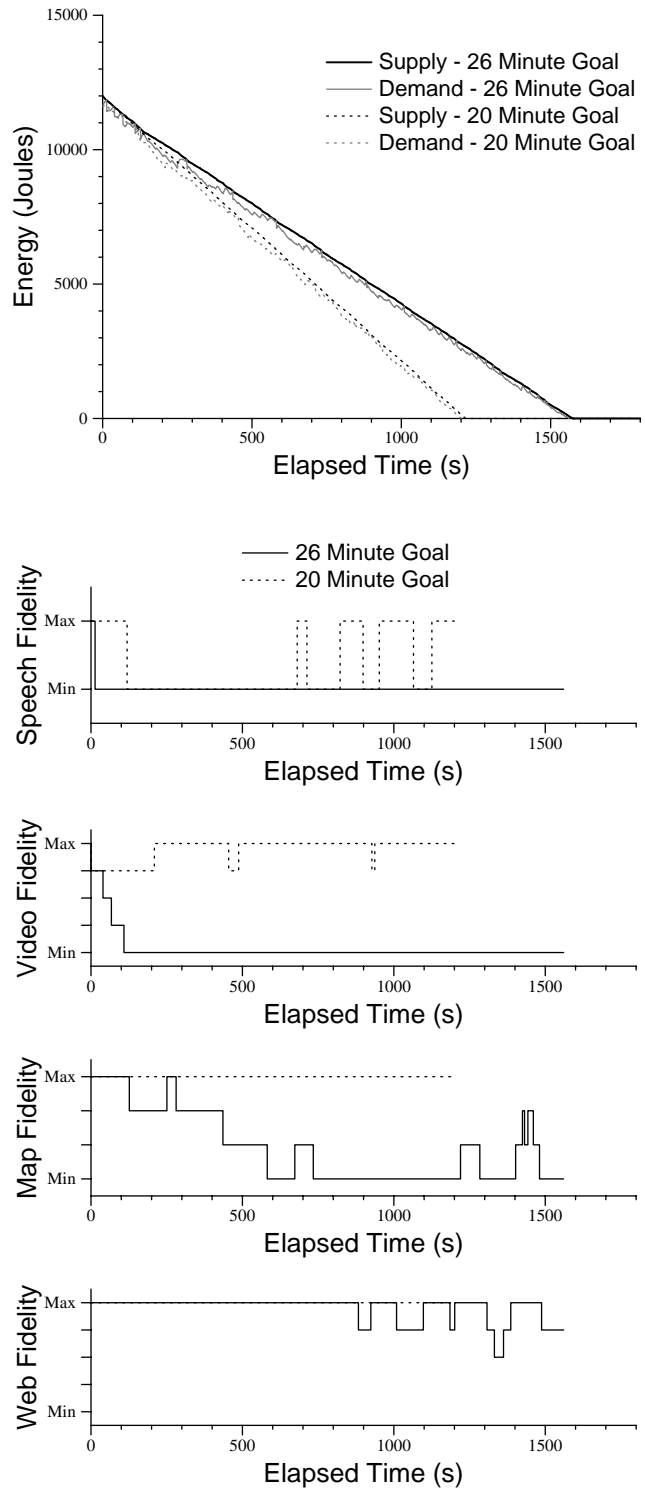 15000
10000
5000
0
Energy (Joules)
Supply - 26 Minute Goal
Demand - 26 Minute Goal
Supply - 20 Minute Goal
Demand - 20 Minute Goal
0 500 1000 1500
Elapsed Time (s)
26 Minute Goal
20 Minute Goal
Speech Fidelity
Max
Min
0 500 1000 1500
Elapsed Time (s)
Video Fidelity
Max
Min
0 500 1000 1500
Elapsed Time (s)
Map Fidelity
Max
Min
0 500 1000 1500
Elapsed Time (s)
Web Fidelity
Max
Min
0 500 1000 1500
Elapsed Time (s)